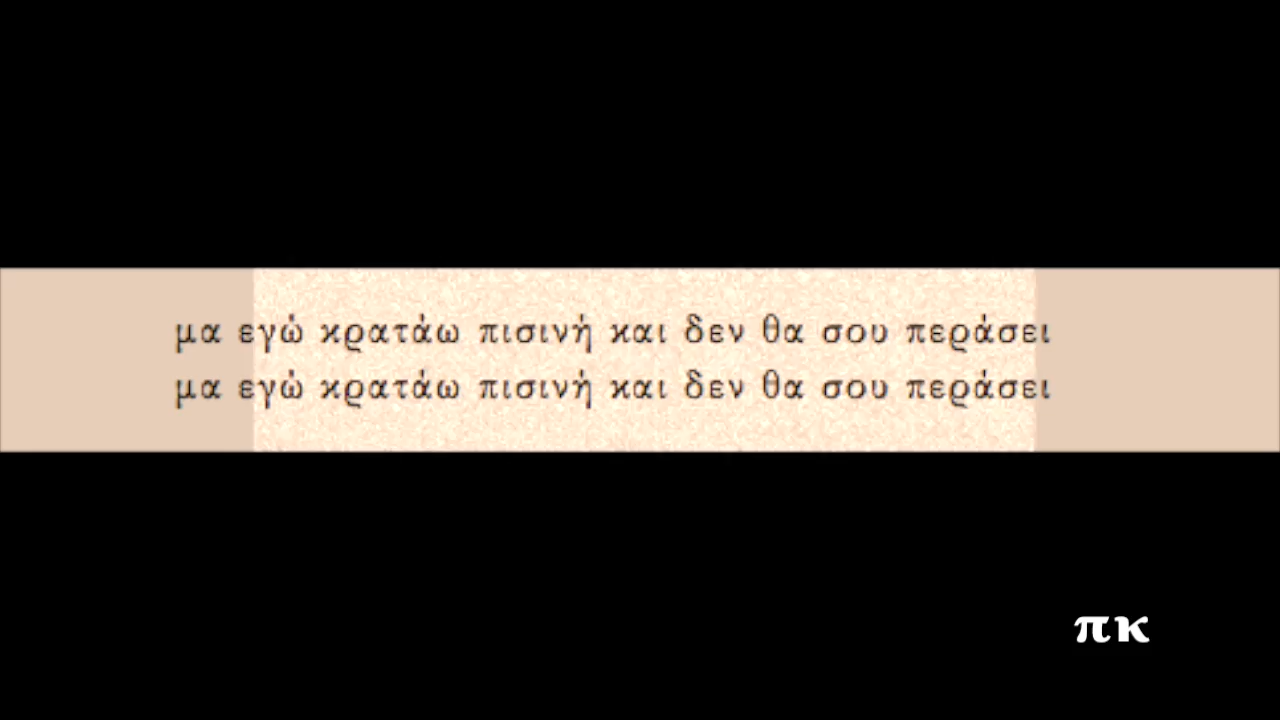 μα εγώ κρατάω πισινή και δεν θα σου περάσει
μα εγώ κρατάω πισινή και δεν θα σου περάσει
πκ